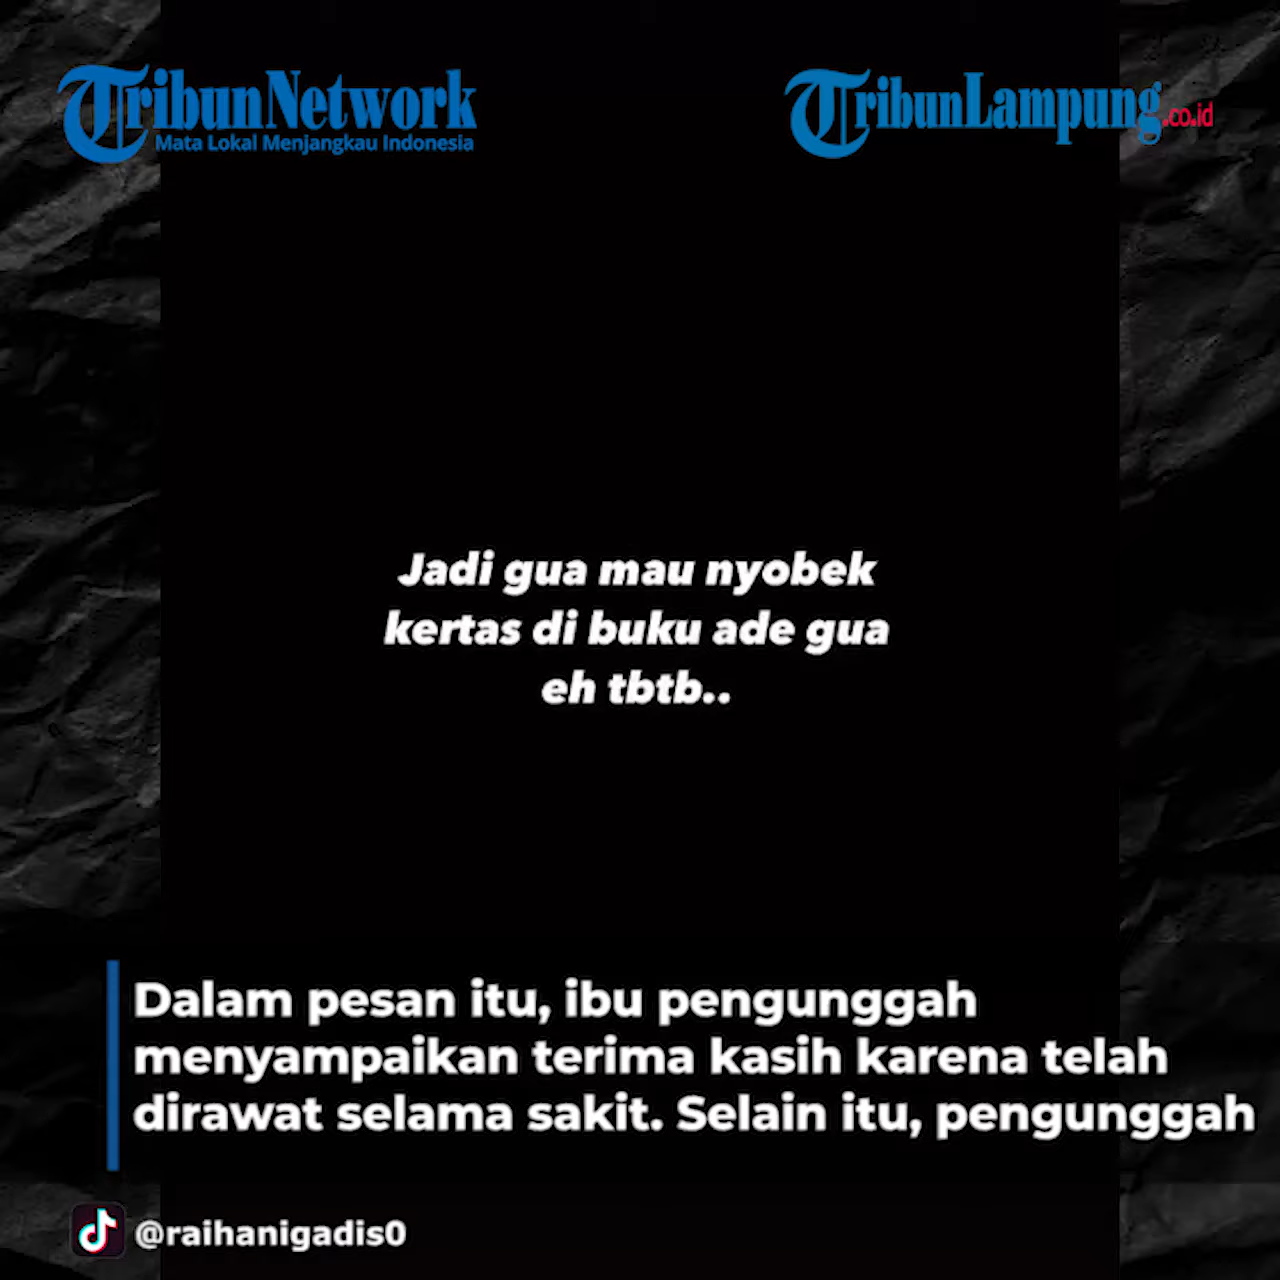 TribunNetwork
Mata Lokal Menjangkau Indonesia
TribunLampung.co.id
Jadi gua mau nyobek
kertas di buku ade gua
eh tbtb..
Dalam pesan itu, ibu pengunggah
menyampaikan terima kasih karena telah
dirawat selama sakit. Selain itu, pengunggah
@raihanigadis0